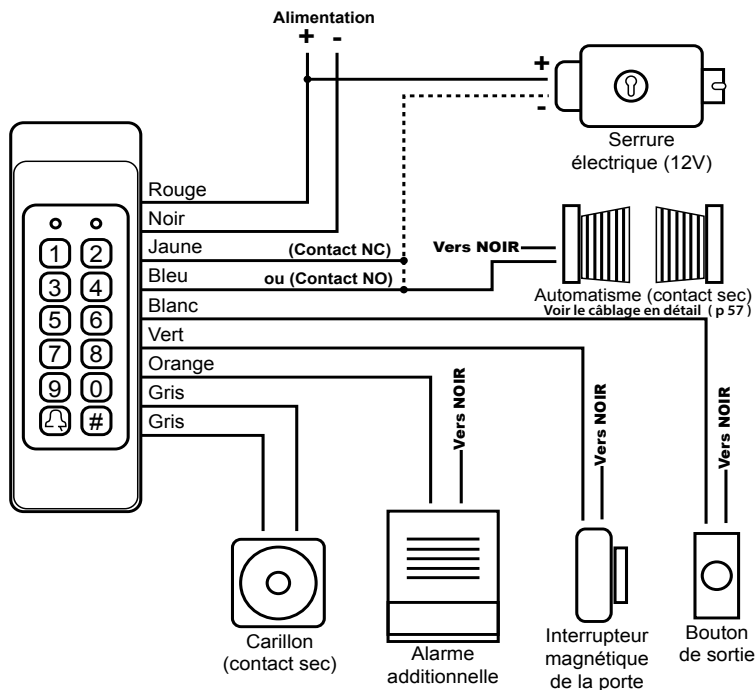 Alimentation
+ -
+
-
Serrure
électrique (12V)
Rouge
Noir
Jaune (Contact NC) Vers NOIR
Bleu ou (Contact NO)
Automatisme (contact sec)
Voir le câblage en détail ( p 57 )
Blanc
Vert
Orange
Gris
Gris
1 2
3 4
5 6
7 8
9 0
#
Vers NOIR
Vers NOIR
Vers NOIR
Carillon
(contact sec)
Alarme
additionnelle
Interrupteur
magnétique
de la porte
Bouton
de sortie